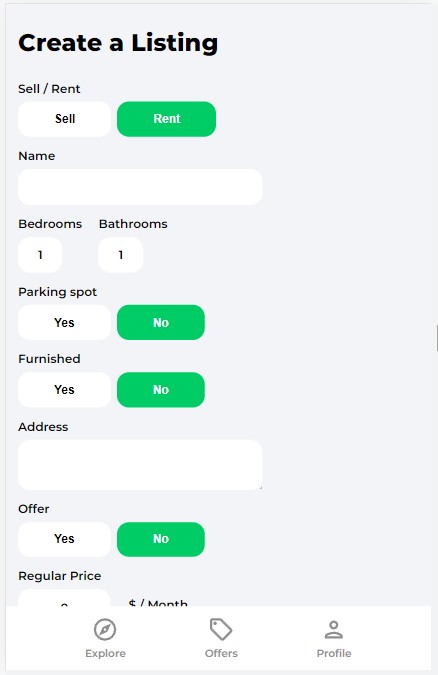 Create a Listing
Sell / Rent
Sell Rent
Name
Bedrooms Bathrooms
1 1
Parking spot
Yes No
Furnished
Yes No
Address
Offer
Yes No
Regular Price
$ / Month
Explore Offers Profile